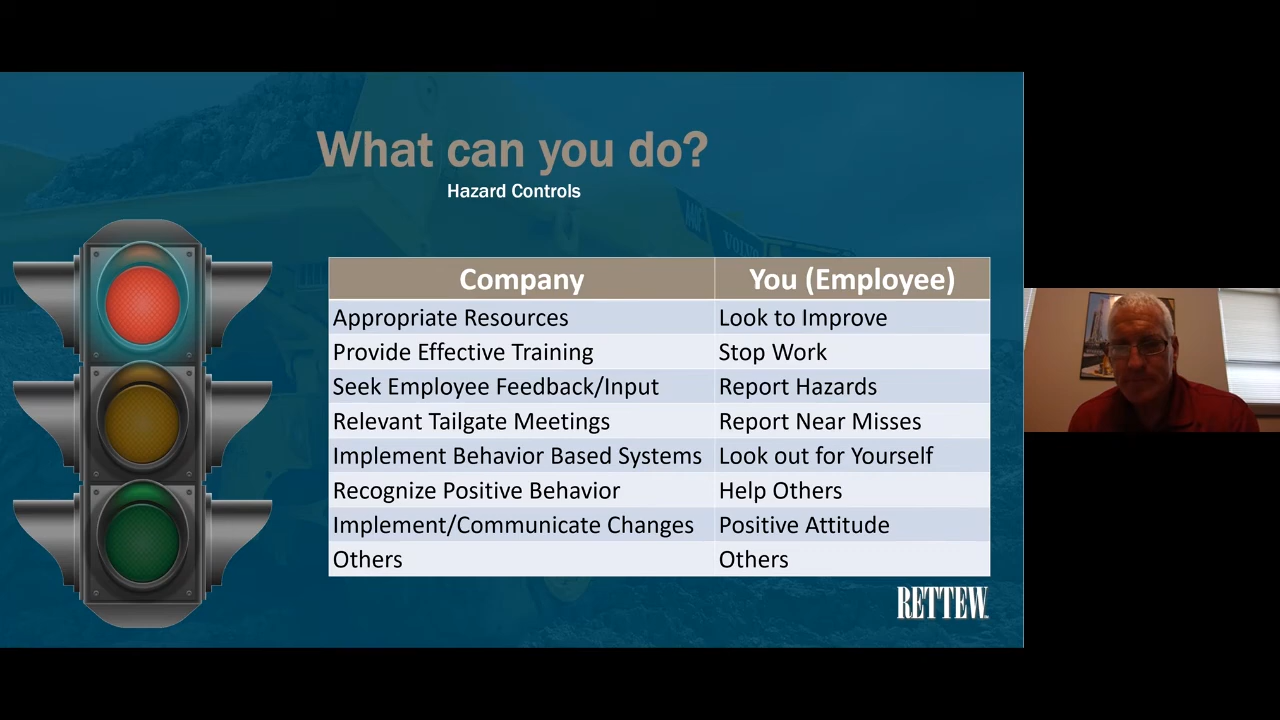 What can you do?
Hazard Controls
VOLVO
Company You (Employee)
Appropriate Resources Look to Improve
Provide Effective Training Stop Work
Seek Employee Feedback/Input Report Hazards
Relevant Tailgate Meetings Report Near Misses
Implement Behavior Based Systems Look out for Yourself
Recognize Positive Behavior Help Others
Implement/Communicate Changes Positive Attitude
Others Others
RETTEW